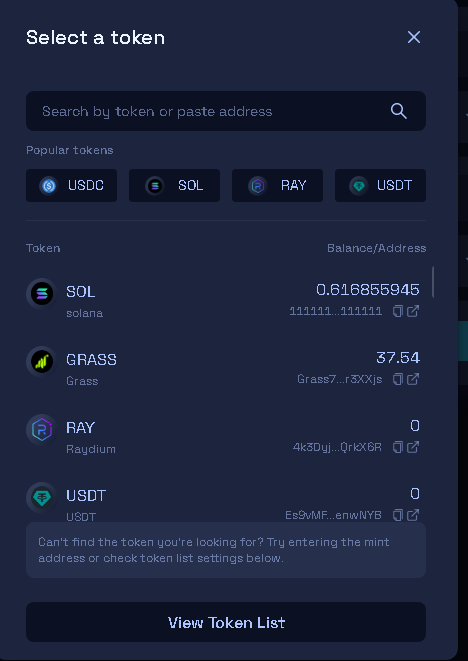 Select a token
Search by token or paste address
Popular tokens
USDC SOL RAY USDT
Token Balance/Address
SOL 0.616855945
solana 111111...111111
GRASS 37.54
Grass Grass7...r3XXjs
RAY 0
Raydium 4k3Dyj...QrkX6R
USDT 0
USDT Es9vMF...enwNYB
Can't find the token you're looking for? Try entering the mint
address or check token list settings below.
View Token List